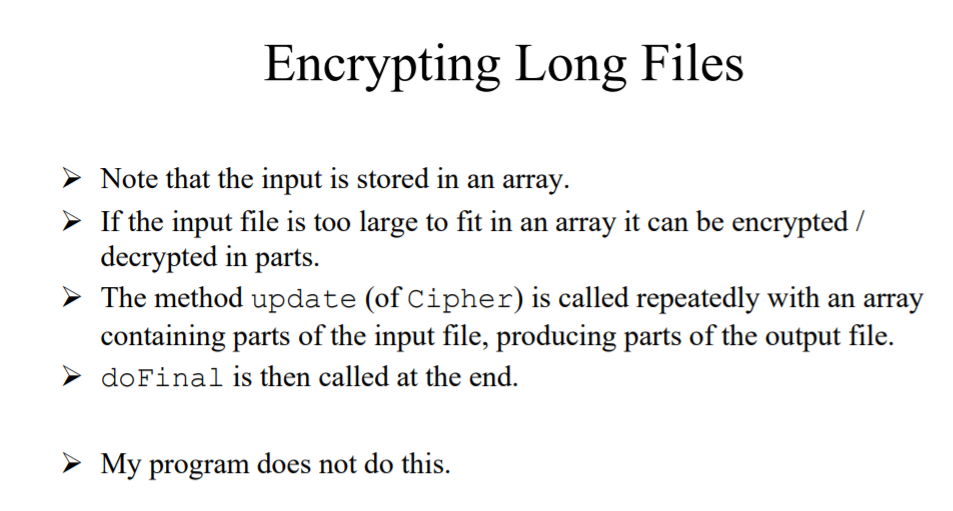 Encrypting Long Files
➢ Note that the input is stored in an array.
➢ If the input file is too large to fit in an array it can be encrypted /
decrypted in parts.
➢ The method update (of Cipher) is called repeatedly with an array
containing parts of the input file, producing parts of the output file.
➢ doFinal is then called at the end.
➢ My program does not do this.